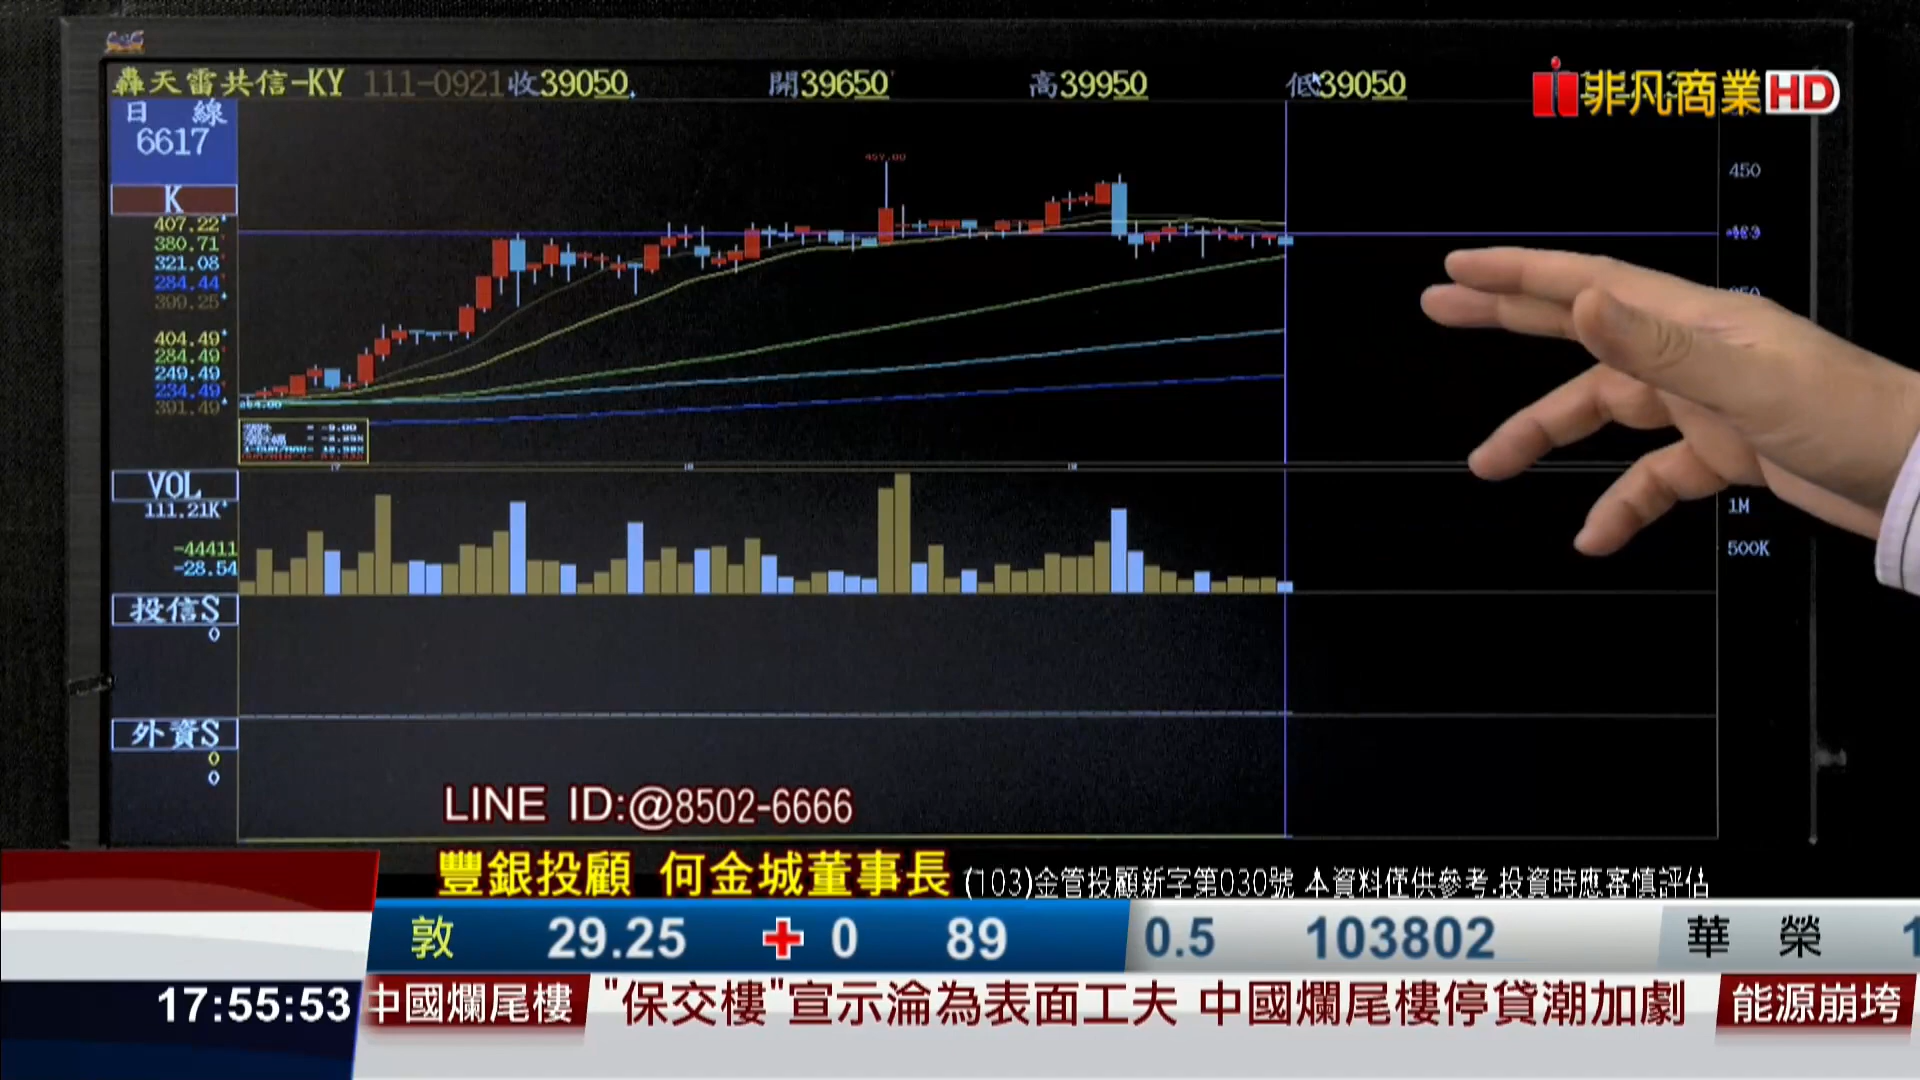 轟天雷共信-KY 111-0921 收39050 開39650 高39950 低39050
非凡商業HD
日線
6617
K
407.22
380.71
321.08
284.44
399.25
404.49
284.49
249.49
234.49
391.49
450
VOL
111.21K
-44411
-28.54
1M
500K
投信S
0
外資S
0
0
LINE ID:@8502-6666
豐銀投顧 何金城董事長 (103)金管投顧新字第030號 本資料僅供參考.投資時應審慎評估
敦 29.25 + 0 89 0.5 103802 華榮 1
17:55:53 中國爛尾樓 "保交樓"宣示淪為表面工夫 中國爛尾樓停貸潮加劇 能源崩垮